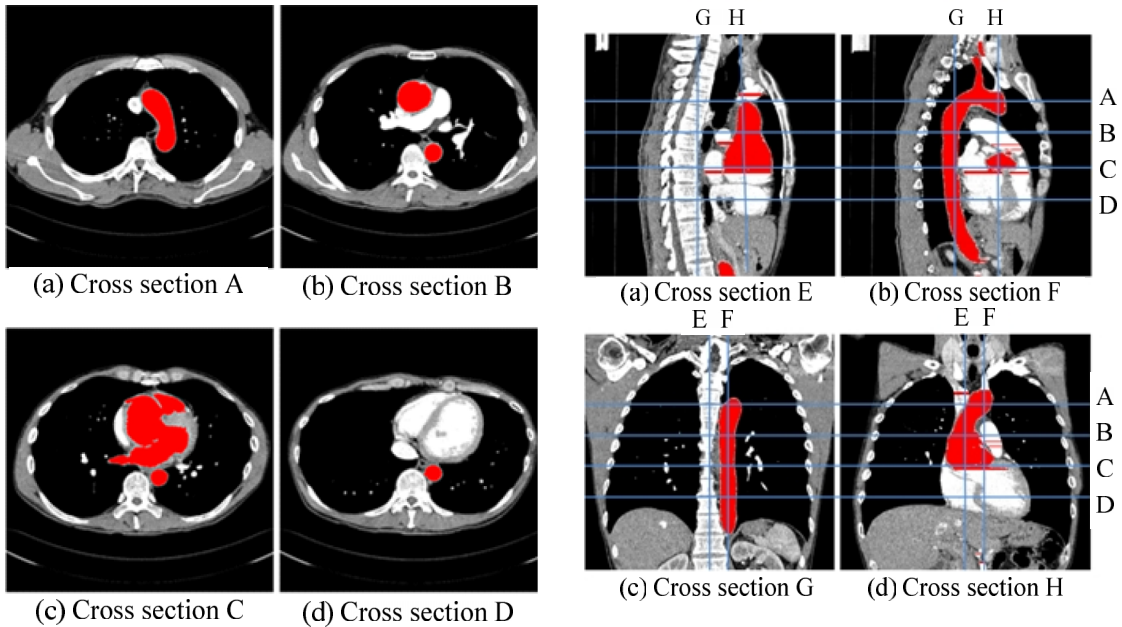 (a) Cross section A
(b) Cross section B
(c) Cross section C
(d) Cross section D
G H
G H
A
B
C
D
(a) Cross section E
(b) Cross section F
E F
E F
A
B
C
D
(c) Cross section G
(d) Cross section H